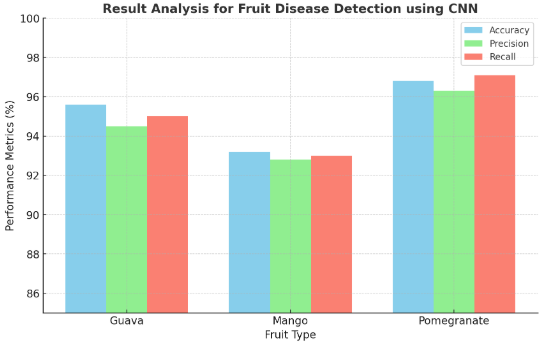 Result Analysis for Fruit Disease Detection using CNN
Accuracy
Precision
Recall
Performance Metrics (%)
100
98
96
94
92
90
88
86
Guava Mango Pomegranate
Fruit Type